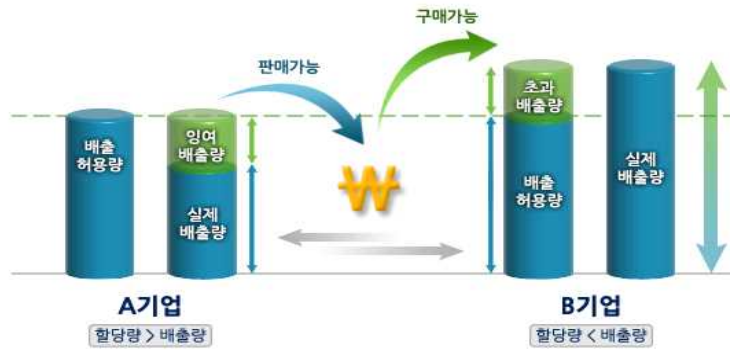 구매가능
판매가능
배출
허용량
잉여
배출량
실제
배출량
₩
초과
배출량
배출
허용량
실제
배출량
A기업
할당량 > 배출량
B기업
할당량 < 배출량